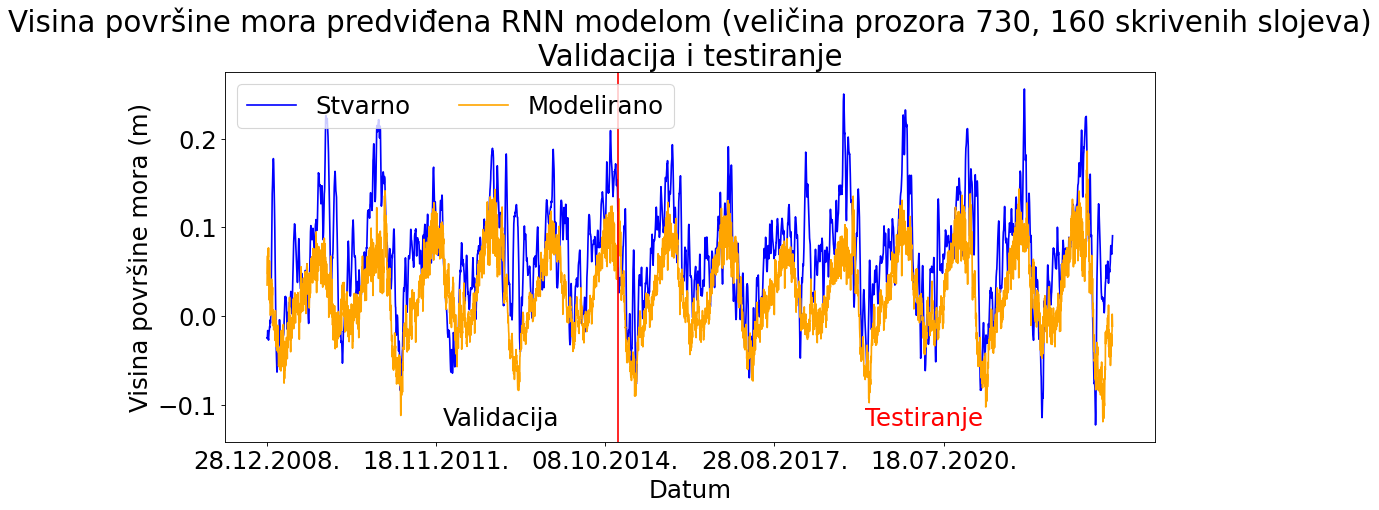 Visina površine mora predviđena RNN modelom (veličina prozora 730, 160 skrivenih slojeva)
Validacija i testiranje
Stvarno
Modelirano
Visina površine mora (m)
0.2
0.1
0.0
−0.1
Validacija
Testiranje
28.12.2008.
18.11.2011.
08.10.2014.
28.08.2017.
18.07.2020.
Datum